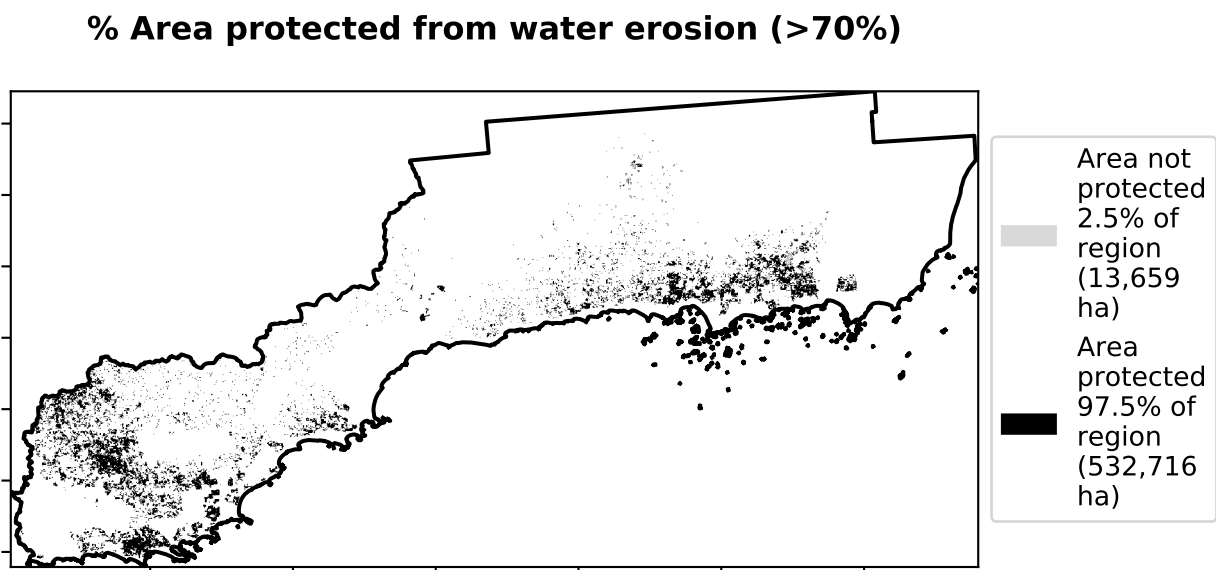 % Area protected from water erosion (>70%)
Area not
protected
2.5% of
region
(13,659
ha)
Area
protected
97.5% of
region
(532,716
ha)